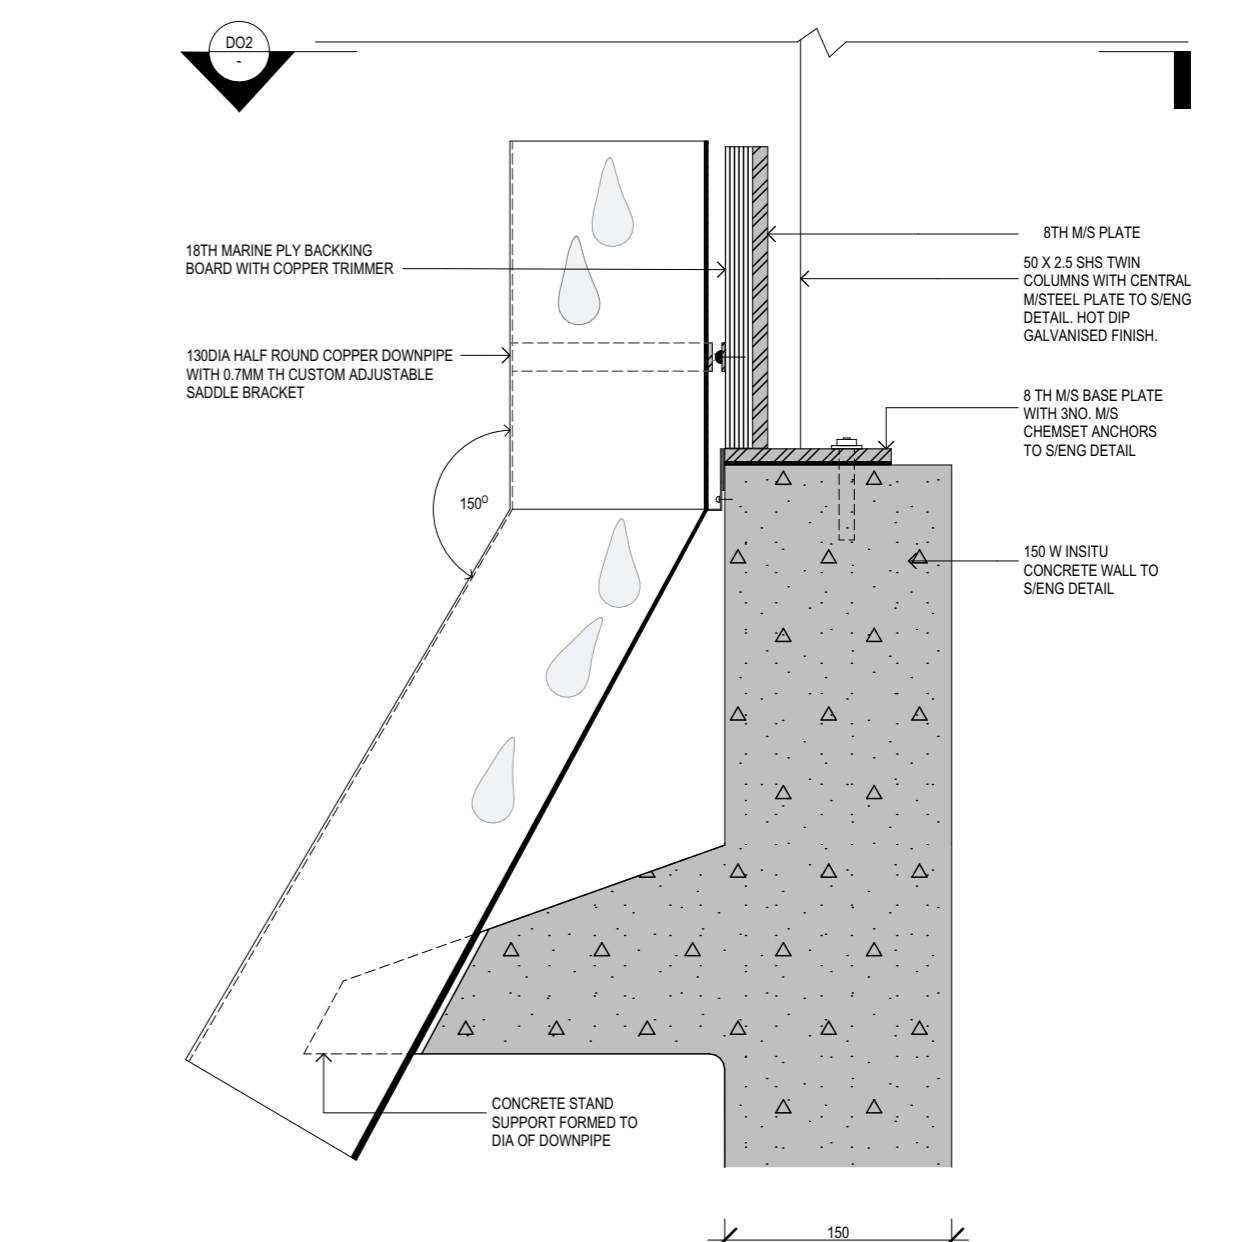 DO2
-
18TH MARINE PLY BACKKING
BOARD WITH COPPER TRIMMER
130DIA HALF ROUND COPPER DOWNPIPE
WITH 0.7MM TH CUSTOM ADJUSTABLE
SADDLE BRACKET
150O
8TH M/S PLATE
50 X 2.5 SHS TWIN
COLUMNS WITH CENTRAL
M/STEEL PLATE TO S/ENG
DETAIL. HOT DIP
GALVANISED FINISH.
8 TH M/S BASE PLATE
WITH 3NO. M/S
CHEMSET ANCHORS
TO S/ENG DETAIL
150 W INSITU
CONCRETE WALL TO
S/ENG DETAIL
CONCRETE STAND
SUPPORT FORMED TO
DIA OF DOWNPIPE
150